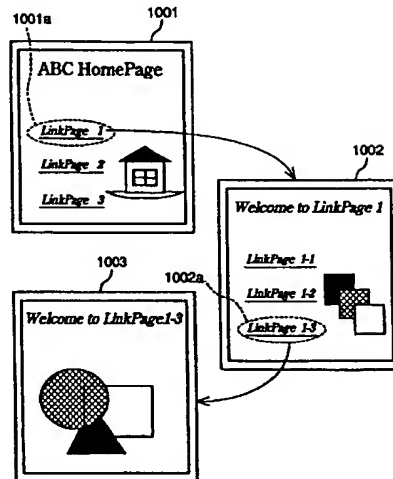 1001a
1001
ABC HomePage
LinkPage 1
LinkPage 2
LinkPage 3
1002
Welcome to LinkPage 1
LinkPage 1-1
LinkPage 1-2
1002a
LinkPage 1-3
1003
Welcome to LinkPage1-3